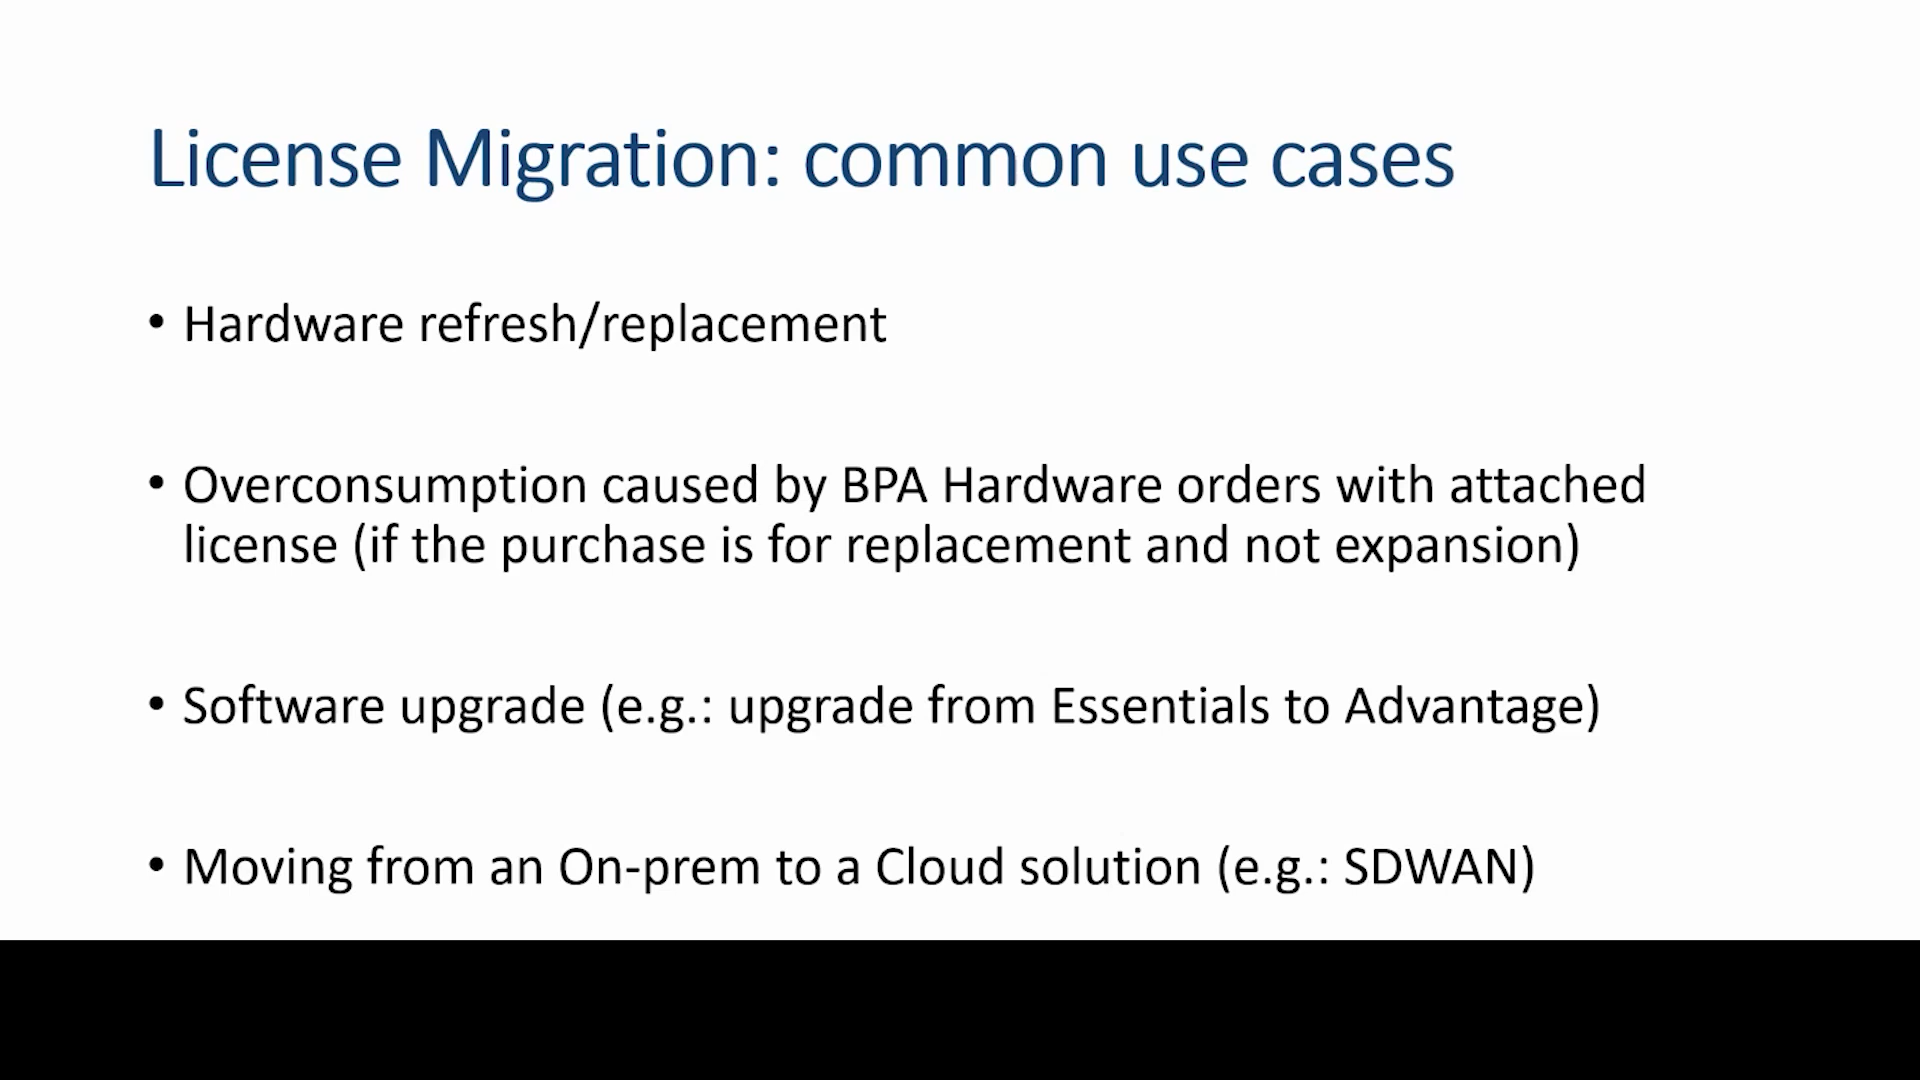 License Migration: common use cases
• Hardware refresh/replacement
• Overconsumption caused by BPA Hardware orders with attached
license (if the purchase is for replacement and not expansion)
• Software upgrade (e.g.: upgrade from Essentials to Advantage)
• Moving from an On-prem to a Cloud solution (e.g.: SDWAN)